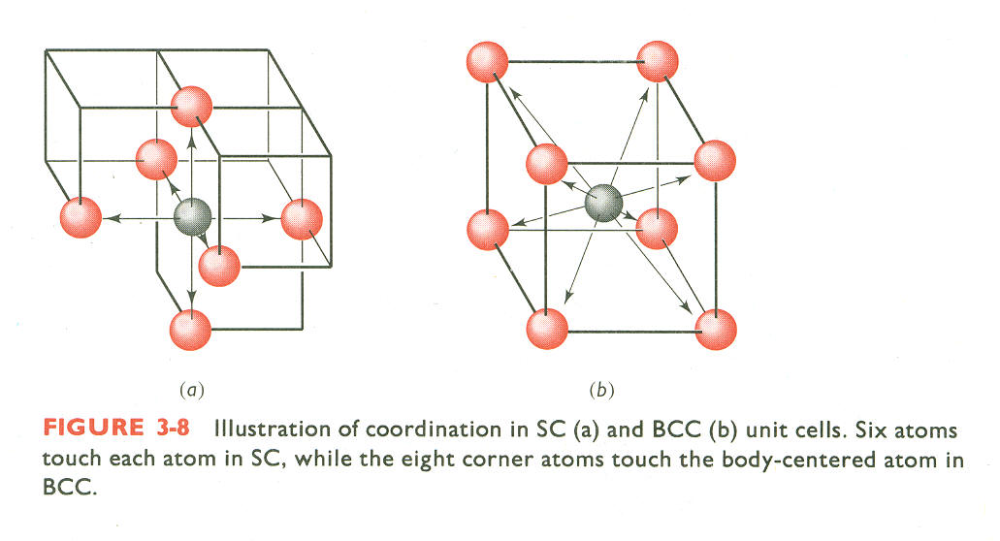 (a)
(b)
FIGURE 3-8 Illustration of coordination in SC (a) and BCC (b) unit cells. Six atoms
touch each atom in SC, while the eight corner atoms touch the body-centered atom in
BCC.